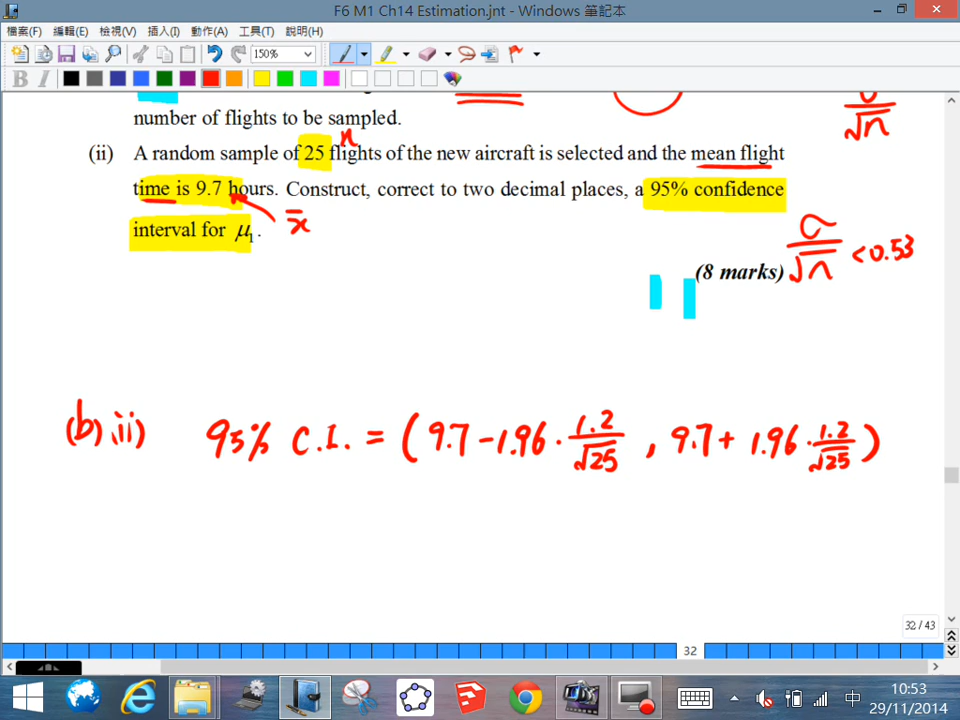 F6 M1 Ch14 Estimation.jnt - Windows 筆記本
檔案(F) 編輯(E) 檢視(V) 插入(I) 動作(A) 工具(T) 說明(H)
150%
B I
number of flights to be sampled.
σ/√n
n
(ii) A random sample of 25 flights of the new aircraft is selected and the mean flight
time is 9.7 hours. Construct, correct to two decimal places, a 95% confidence
interval for μ₁.
x̄
σ/√n < 0.53
(8 marks)
(b) ii) 95% C.I. = (9.7 - 1.96 · 1.2/√25 , 9.7 + 1.96 · 1.2/√25)
32 / 43
32
中
10:53
29/11/2014